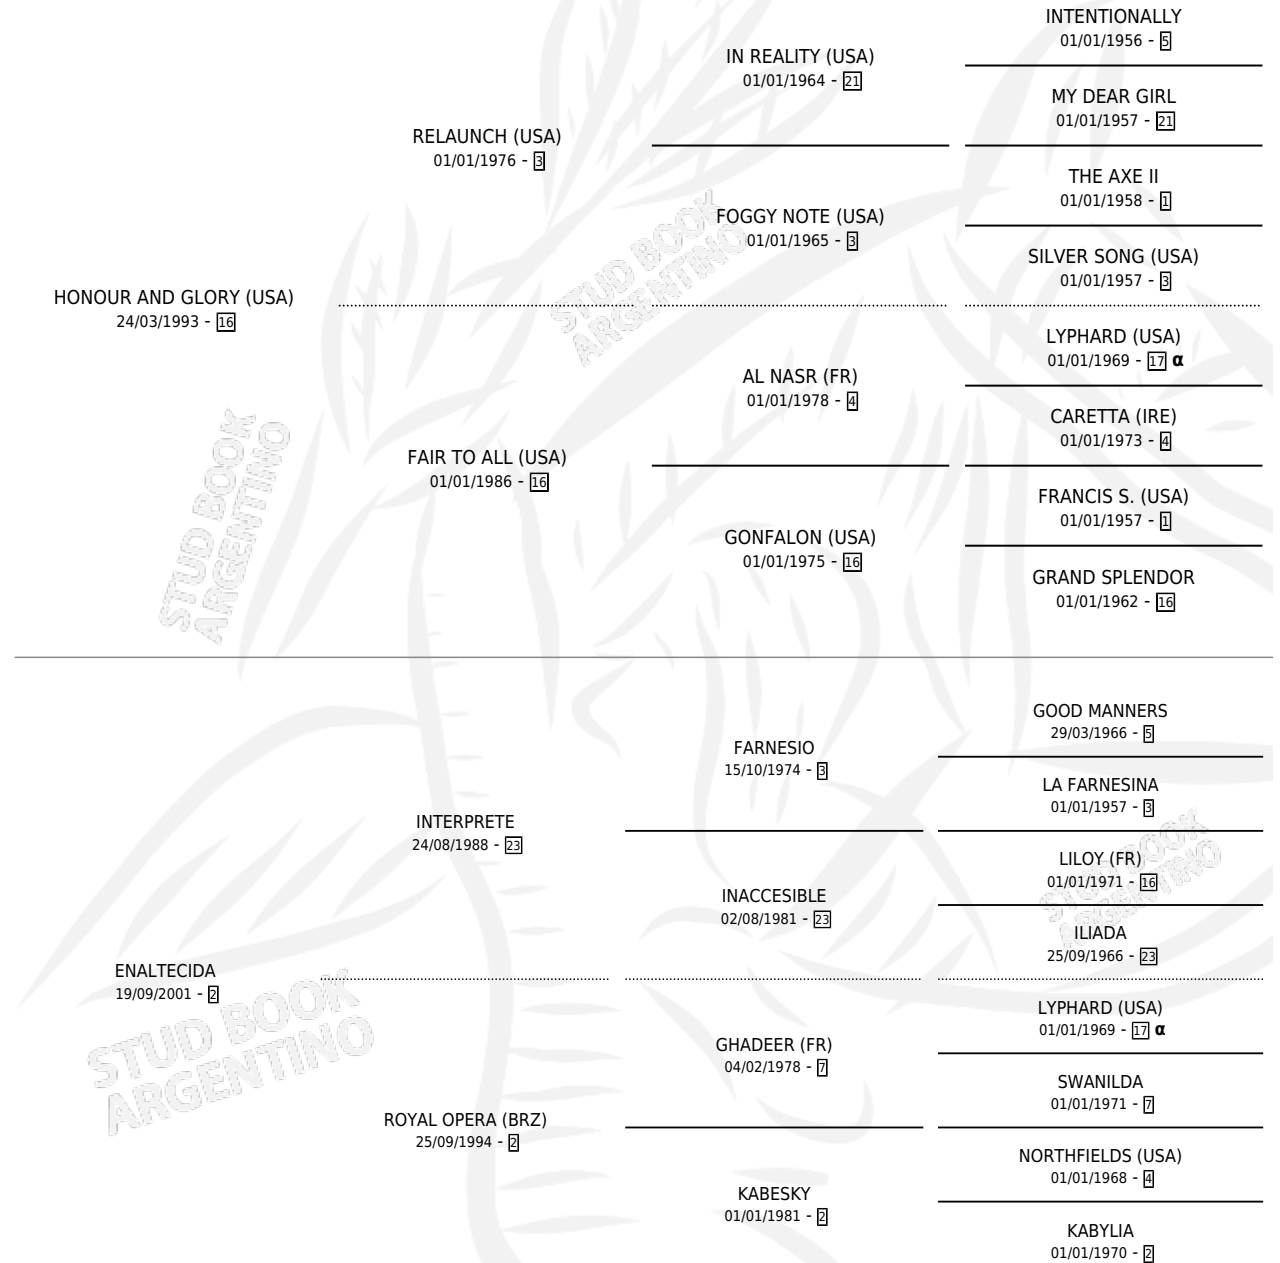 INTENTIONALLY
01/01/1956 - 5
IN REALITY (USA)
01/01/1964 - 21
MY DEAR GIRL
01/01/1957 - 21
RELAUNCH (USA)
01/01/1976 - 3
THE AXE II
01/01/1958 - 1
FOGGY NOTE (USA)
01/01/1965 - 3
SILVER SONG (USA)
01/01/1957 - 3
HONOUR AND GLORY (USA)
24/03/1993 - 16
LYPHARD (USA)
01/01/1969 - 17 α
AL NASR (FR)
01/01/1978 - 4
CARETTA (IRE)
01/01/1973 - 4
FAIR TO ALL (USA)
01/01/1986 - 16
FRANCIS S. (USA)
01/01/1957 - 1
GONFALON (USA)
01/01/1975 - 16
GRAND SPLENDOR
01/01/1962 - 16
GOOD MANNERS
29/03/1966 - 5
FARNESIO
15/10/1974 - 3
LA FARNESINA
01/01/1957 - 3
INTERPRETE
24/08/1988 - 23
LILOY (FR)
01/01/1971 - 16
INACCESIBLE
02/08/1981 - 23
ILIADA
25/09/1966 - 23
ENALTECIDA
19/09/2001 - 2
LYPHARD (USA)
01/01/1969 - 17 α
GHADEER (FR)
04/02/1978 - 7
SWANILDA
01/01/1971 - 7
ROYAL OPERA (BRZ)
25/09/1994 - 2
NORTHFIELDS (USA)
01/01/1968 - 4
KABESKY
01/01/1981 - 2
KABYLIA
01/01/1970 - 2
STUD BOOK
ARGENTINO
STUD BOOK
ARGENTINO
STUD BOOK
ARGENTINO
STUD BOOK
ARGENTINO